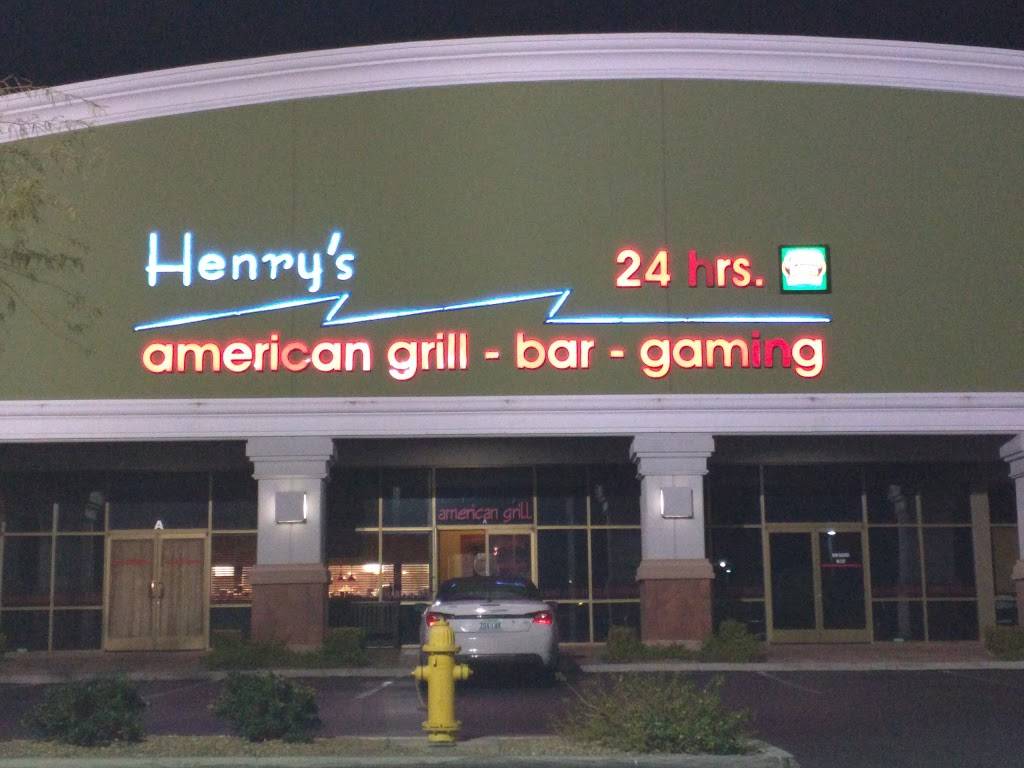 Henry's
24 hrs.
american grill - bar - gaming
american grill
A
A